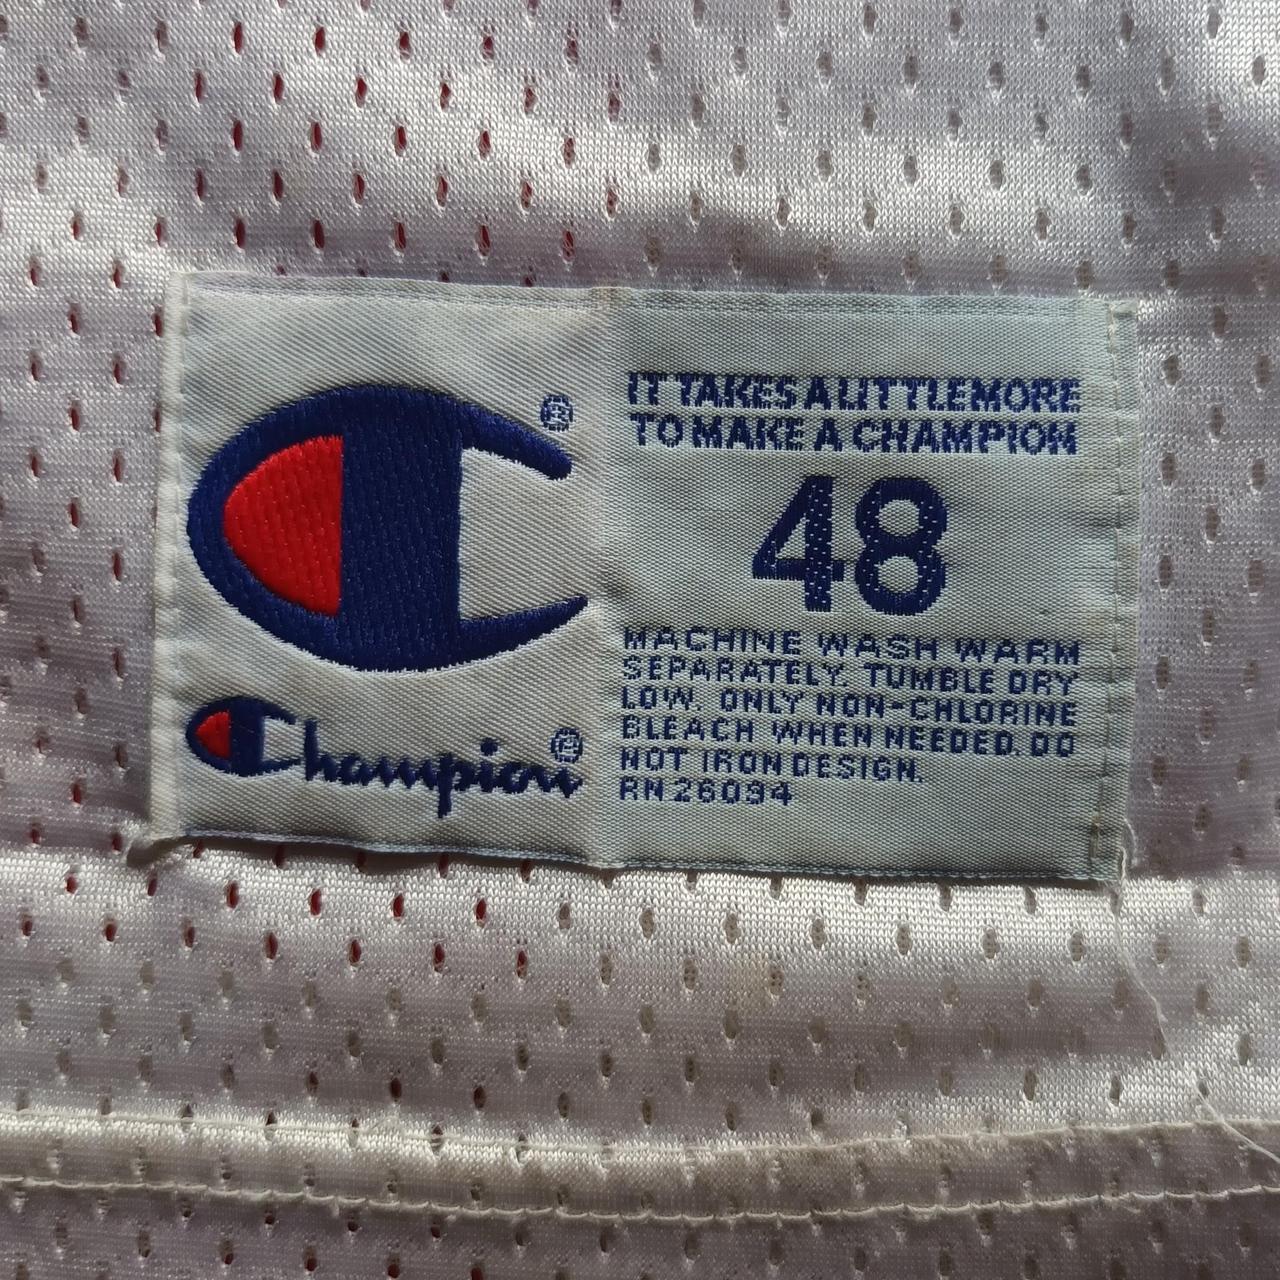 ®
Champion®
IT TAKES A LITTLE MORE
TO MAKE A CHAMPION
48
MACHINE WASH WARM
SEPARATELY. TUMBLE DRY
LOW. ONLY NON-CHLORINE
BLEACH WHEN NEEDED. DO
NOT IRON DESIGN.
RN 26094